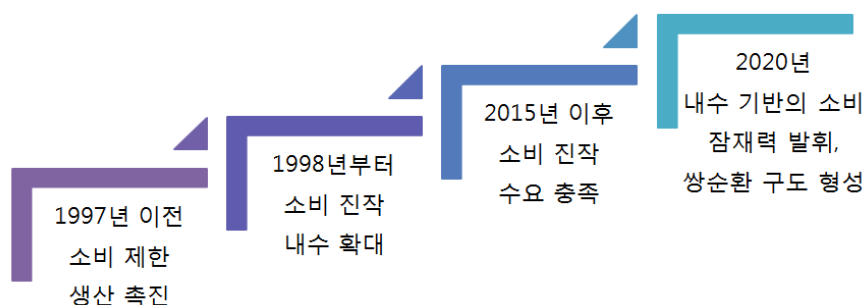 1997년 이전
소비 제한
생산 촉진
1998년부터
소비 진작
내수 확대
2015년 이후
소비 진작
수요 충족
2020년
내수 기반의 소비
잠재력 발휘,
쌍순환 구도 형성